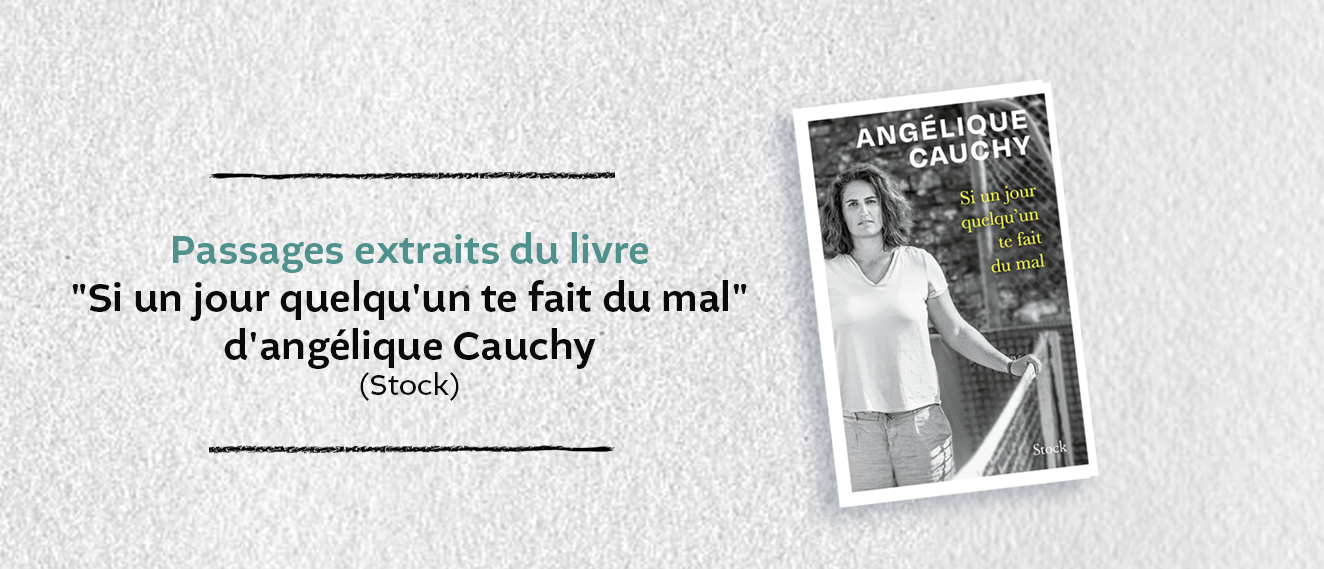 Passages extraits du livre
"Si un jour quelqu'un te fait du mal"
d'angélique Cauchy
(Stock)
ANGÉLIQUE
CAUCHY
Si un jour
quelqu'un
te fait
du mal
Stock